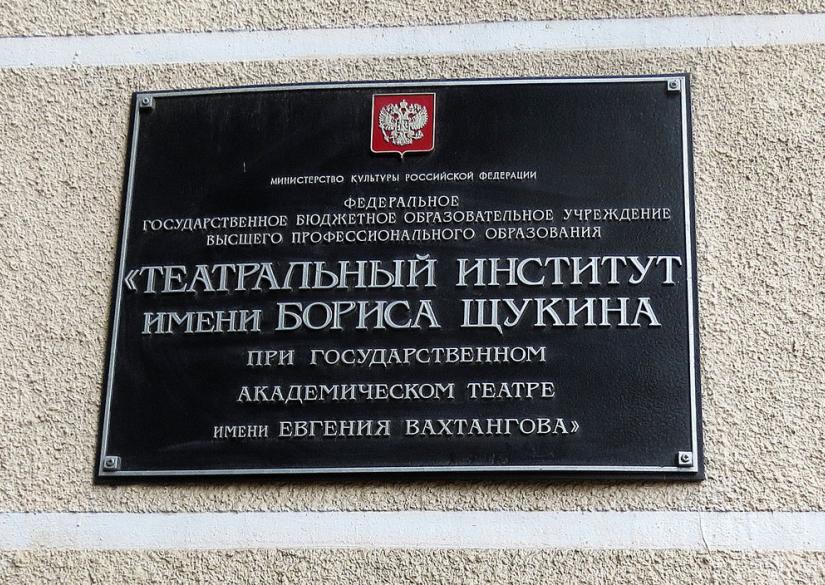 МИНИСТЕРСТВО КУЛЬТУРЫ РОССИЙСКОЙ ФЕДЕРАЦИИ
ФЕДЕРАЛЬНОЕ
ГОСУДАРСТВЕННОЕ БЮДЖЕТНОЕ ОБРАЗОВАТЕЛЬНОЕ УЧРЕЖДЕНИЕ
ВЫСШЕГО ПРОФЕССИОНАЛЬНОГО ОБРАЗОВАНИЯ
«ТЕАТРАЛЬНЫЙ ИНСТИТУТ
ИМЕНИ БОРИСА ЩУКИНА
ПРИ ГОСУДАРСТВЕННОМ
АКАДЕМИЧЕСКОМ ТЕАТРЕ
ИМЕНИ ЕВГЕНИЯ ВАХТАНГОВА»